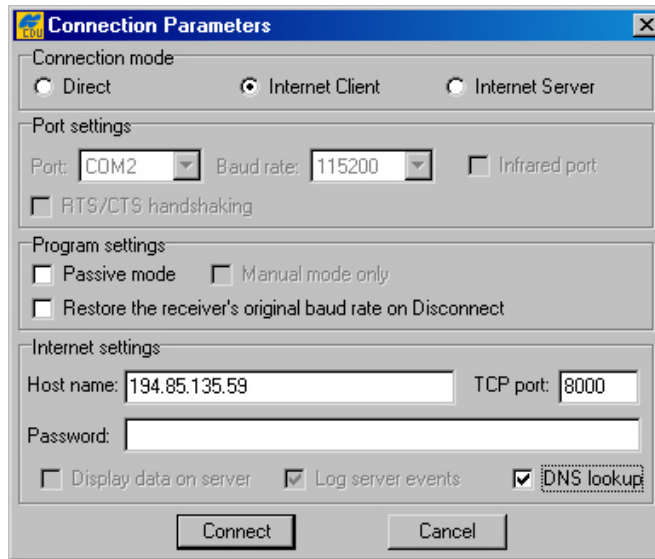 CDU
Connection Parameters
Connection mode
Direct Internet Client Internet Server
Port settings
Port: COM2 Baud rate: 115200 Infrared port
RTS/CTS handshaking
Program settings
Passive mode Manual mode only
Restore the receiver's original baud rate on Disconnect
Internet settings
Host name: 194.85.135.59 TCP port: 8000
Password:
Display data on server Log server events DNS lookup
Connect Cancel